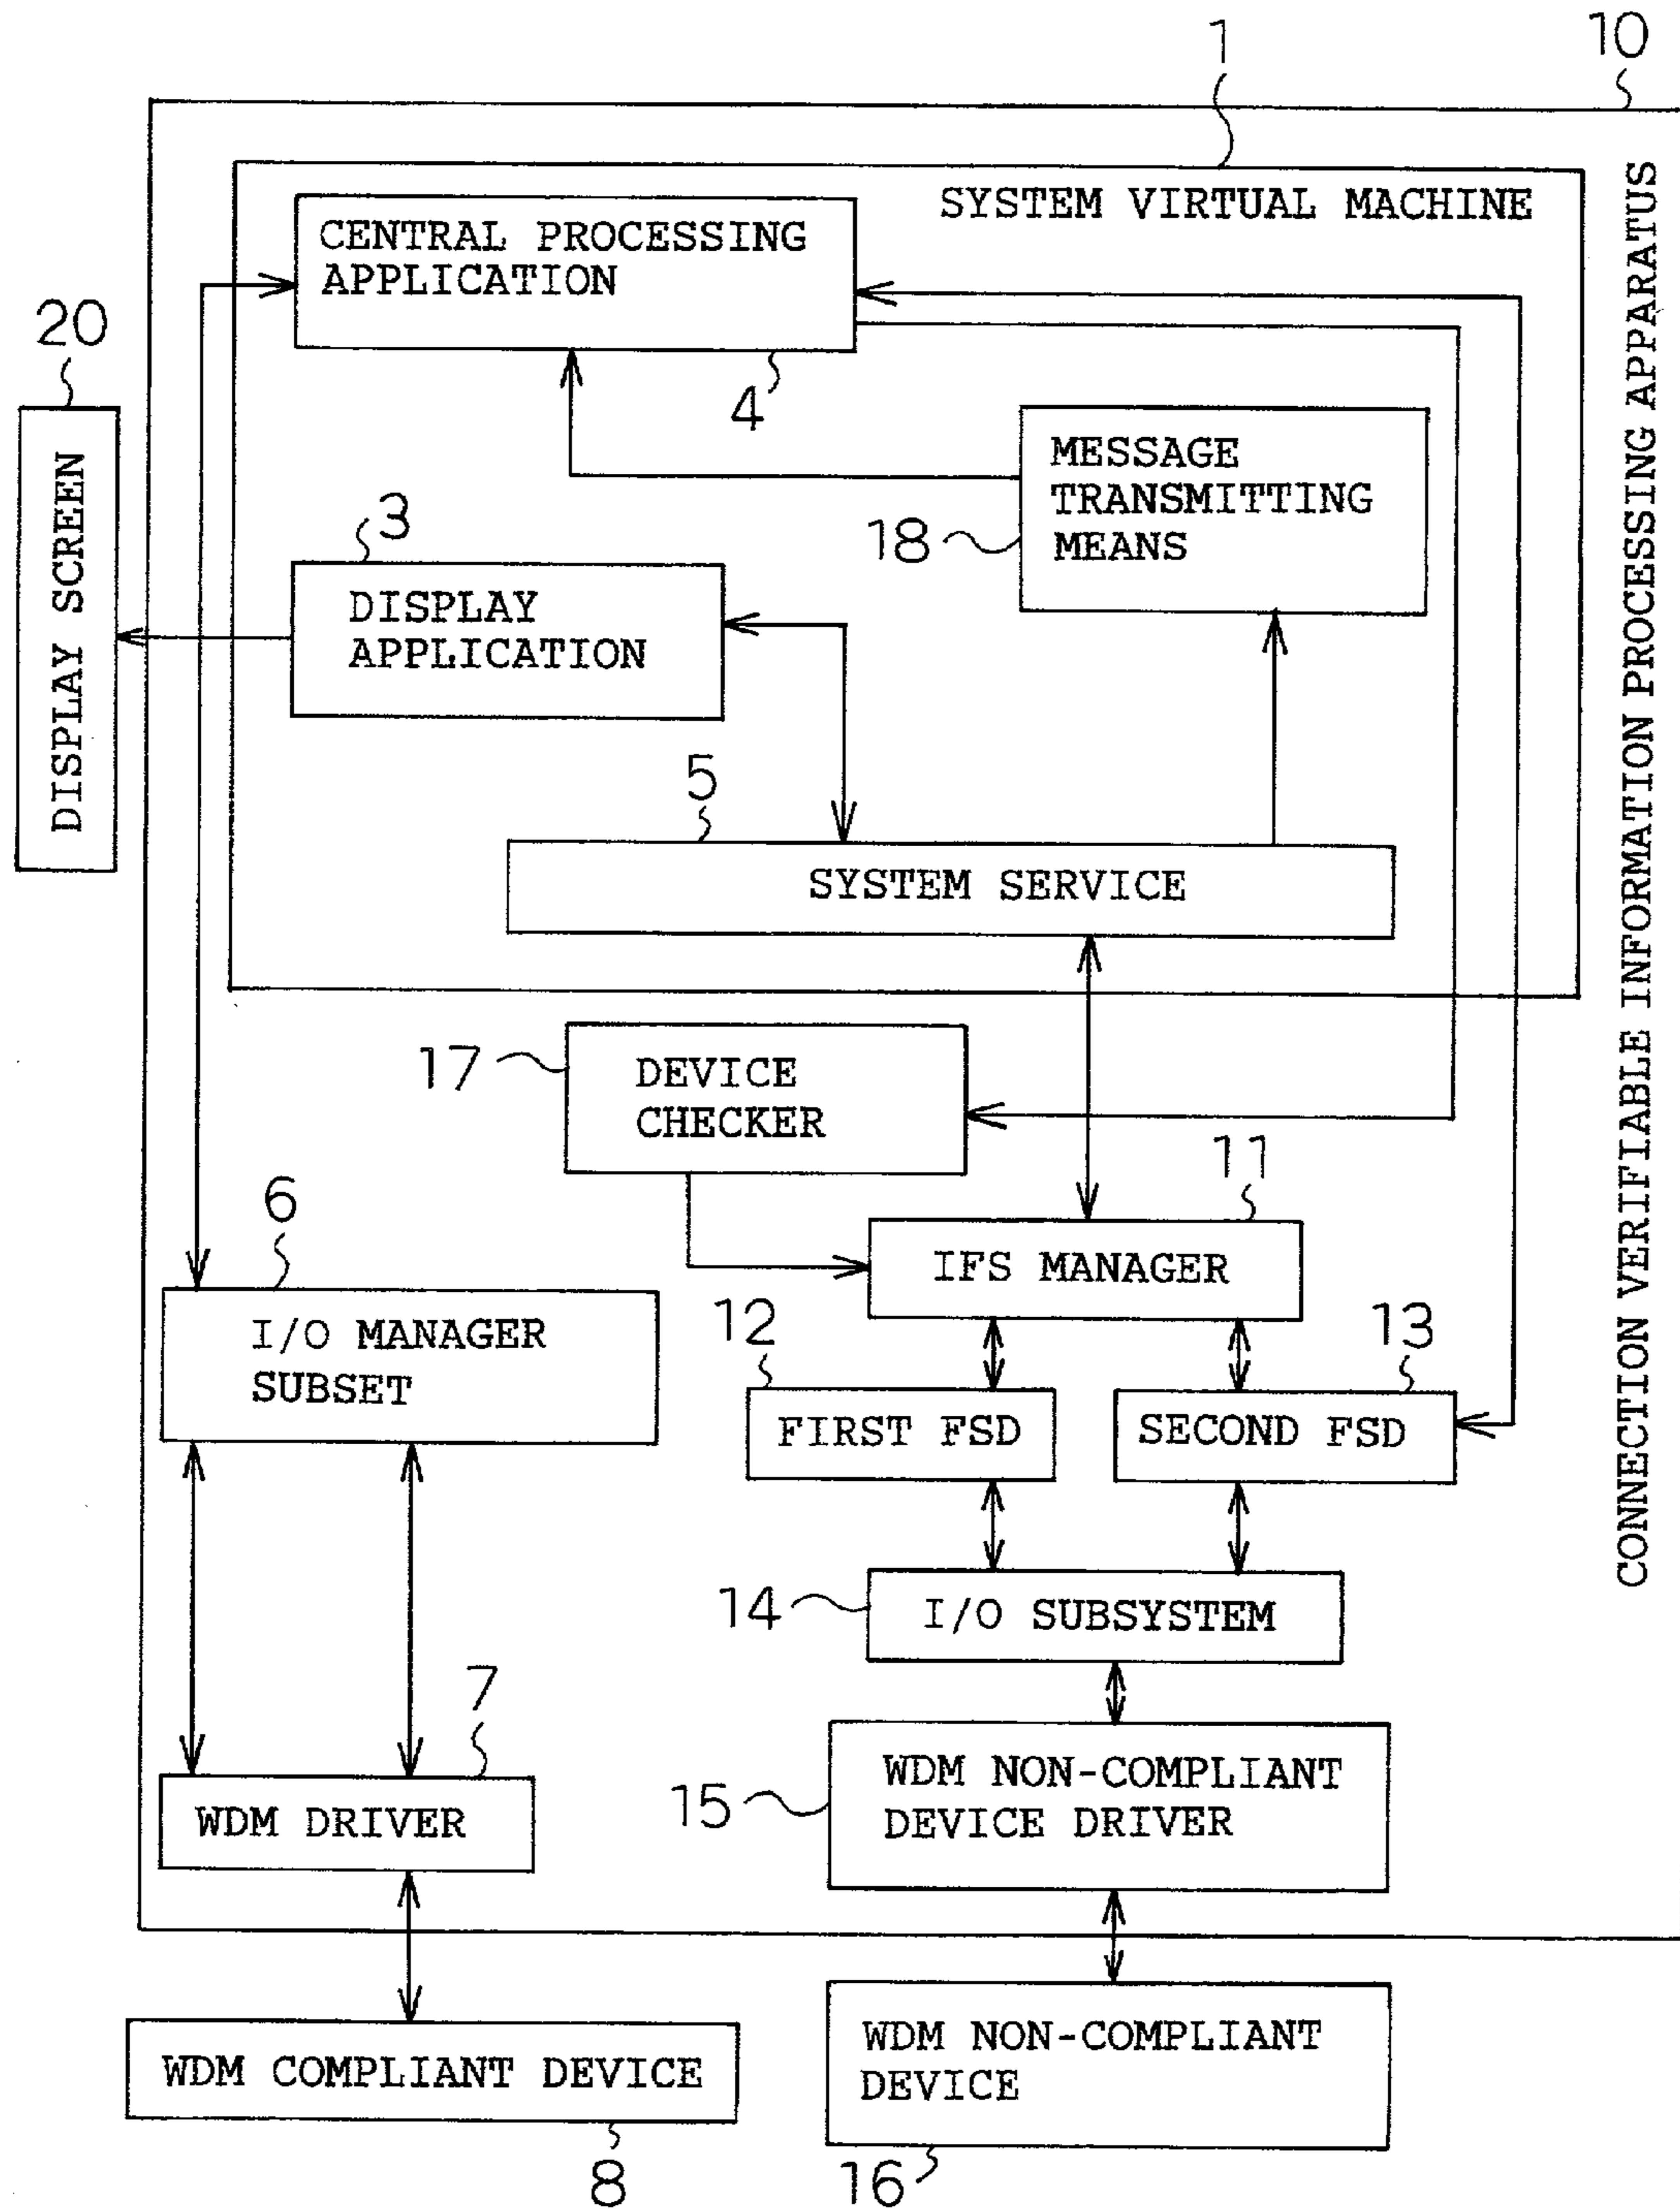 10
1
SYSTEM VIRTUAL MACHINE
CENTRAL PROCESSING
APPLICATION
4
20
DISPLAY SCREEN
MESSAGE
TRANSMITTING
MEANS
18
3
DISPLAY
APPLICATION
5
SYSTEM SERVICE
CONNECTION VERIFIABLE INFORMATION PROCESSING APPARATUS
17
DEVICE
CHECKER
11
IFS MANAGER
6
I/O MANAGER
SUBSET
12
FIRST FSD
13
SECOND FSD
14
I/O SUBSYSTEM
7
WDM DRIVER
15
WDM NON-COMPLIANT
DEVICE DRIVER
WDM COMPLIANT DEVICE
8
WDM NON-COMPLIANT
DEVICE
16